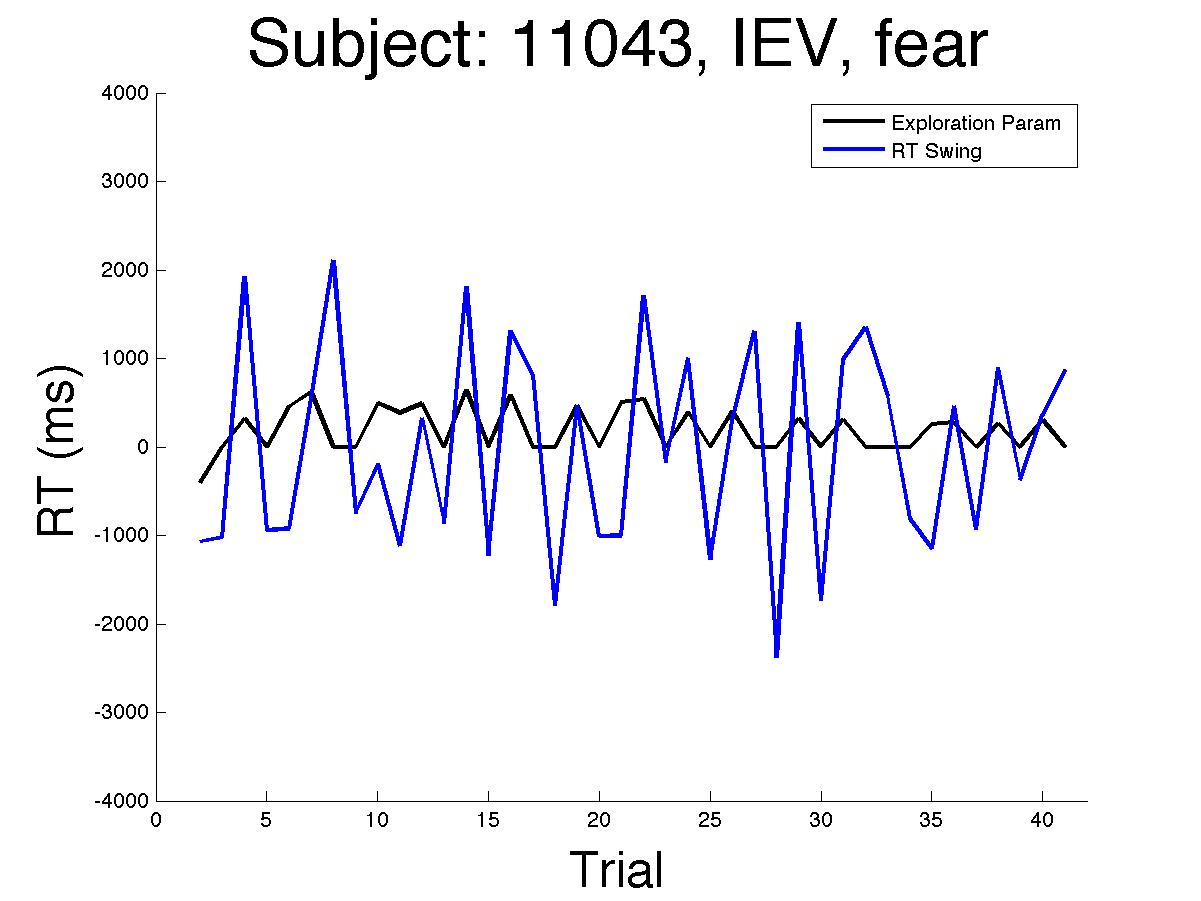 Subject: 11043, IEV, fear
4000
Exploration Param
RT Swing
3000
2000
1000
0
-1000
-2000
-3000
-4000
RT (ms)
0 5 10 15 20 25 30 35 40
Trial